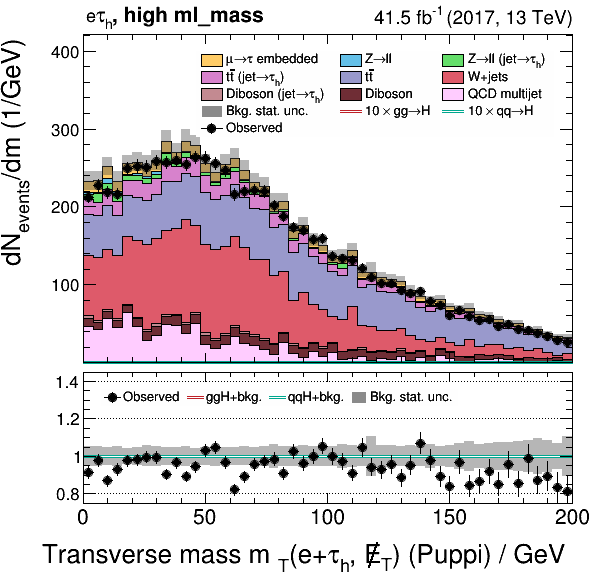 eτh, high ml_mass 41.5 fb⁻¹ (2017, 13 TeV)
μ→τ embedded Z→ll Z→ll (jet→τh)
tt̄ (jet→τh) tt̄ W+jets
Diboson (jet→τh) Diboson QCD multijet
Bkg. stat. unc. 10 × gg→H 10 × qq→H
Observed
dNevents/dm (1/GeV)
400
300
200
100
Observed ggH+bkg. qqH+bkg. Bkg. stat. unc.
1.4
1.2
1
0.8
0 50 100 150 200
Transverse mass m T(e+τh, E̸T) (Puppi) / GeV